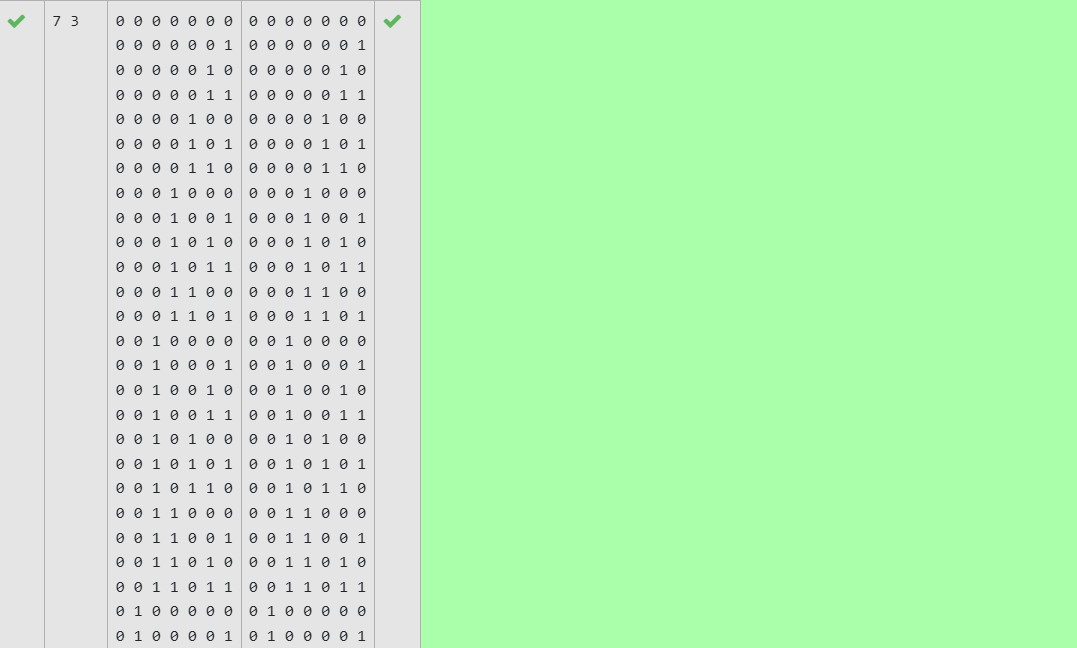 7 3 0 0 0 0 0 0 0 0 0 0 0 0 0 0
0 0 0 0 0 0 1 0 0 0 0 0 0 1
0 0 0 0 0 1 0 0 0 0 0 0 1 0
0 0 0 0 0 1 1 0 0 0 0 0 1 1
0 0 0 0 1 0 0 0 0 0 0 1 0 0
0 0 0 0 1 0 1 0 0 0 0 1 0 1
0 0 0 0 1 1 0 0 0 0 0 1 1 0
0 0 0 1 0 0 0 0 0 0 1 0 0 0
0 0 0 1 0 0 1 0 0 0 1 0 0 1
0 0 0 1 0 1 0 0 0 0 1 0 1 0
0 0 0 1 0 1 1 0 0 0 1 0 1 1
0 0 0 1 1 0 0 0 0 0 1 1 0 0
0 0 0 1 1 0 1 0 0 0 1 1 0 1
0 0 1 0 0 0 0 0 0 1 0 0 0 0
0 0 1 0 0 0 1 0 0 1 0 0 0 1
0 0 1 0 0 1 0 0 0 1 0 0 1 0
0 0 1 0 0 1 1 0 0 1 0 0 1 1
0 0 1 0 1 0 0 0 0 1 0 1 0 0
0 0 1 0 1 0 1 0 0 1 0 1 0 1
0 0 1 0 1 1 0 0 0 1 0 1 1 0
0 0 1 1 0 0 0 0 0 1 1 0 0 0
0 0 1 1 0 0 1 0 0 1 1 0 0 1
0 0 1 1 0 1 0 0 0 1 1 0 1 0
0 0 1 1 0 1 1 0 0 1 1 0 1 1
0 1 0 0 0 0 0 0 1 0 0 0 0 0
0 1 0 0 0 0 1 0 1 0 0 0 0 1